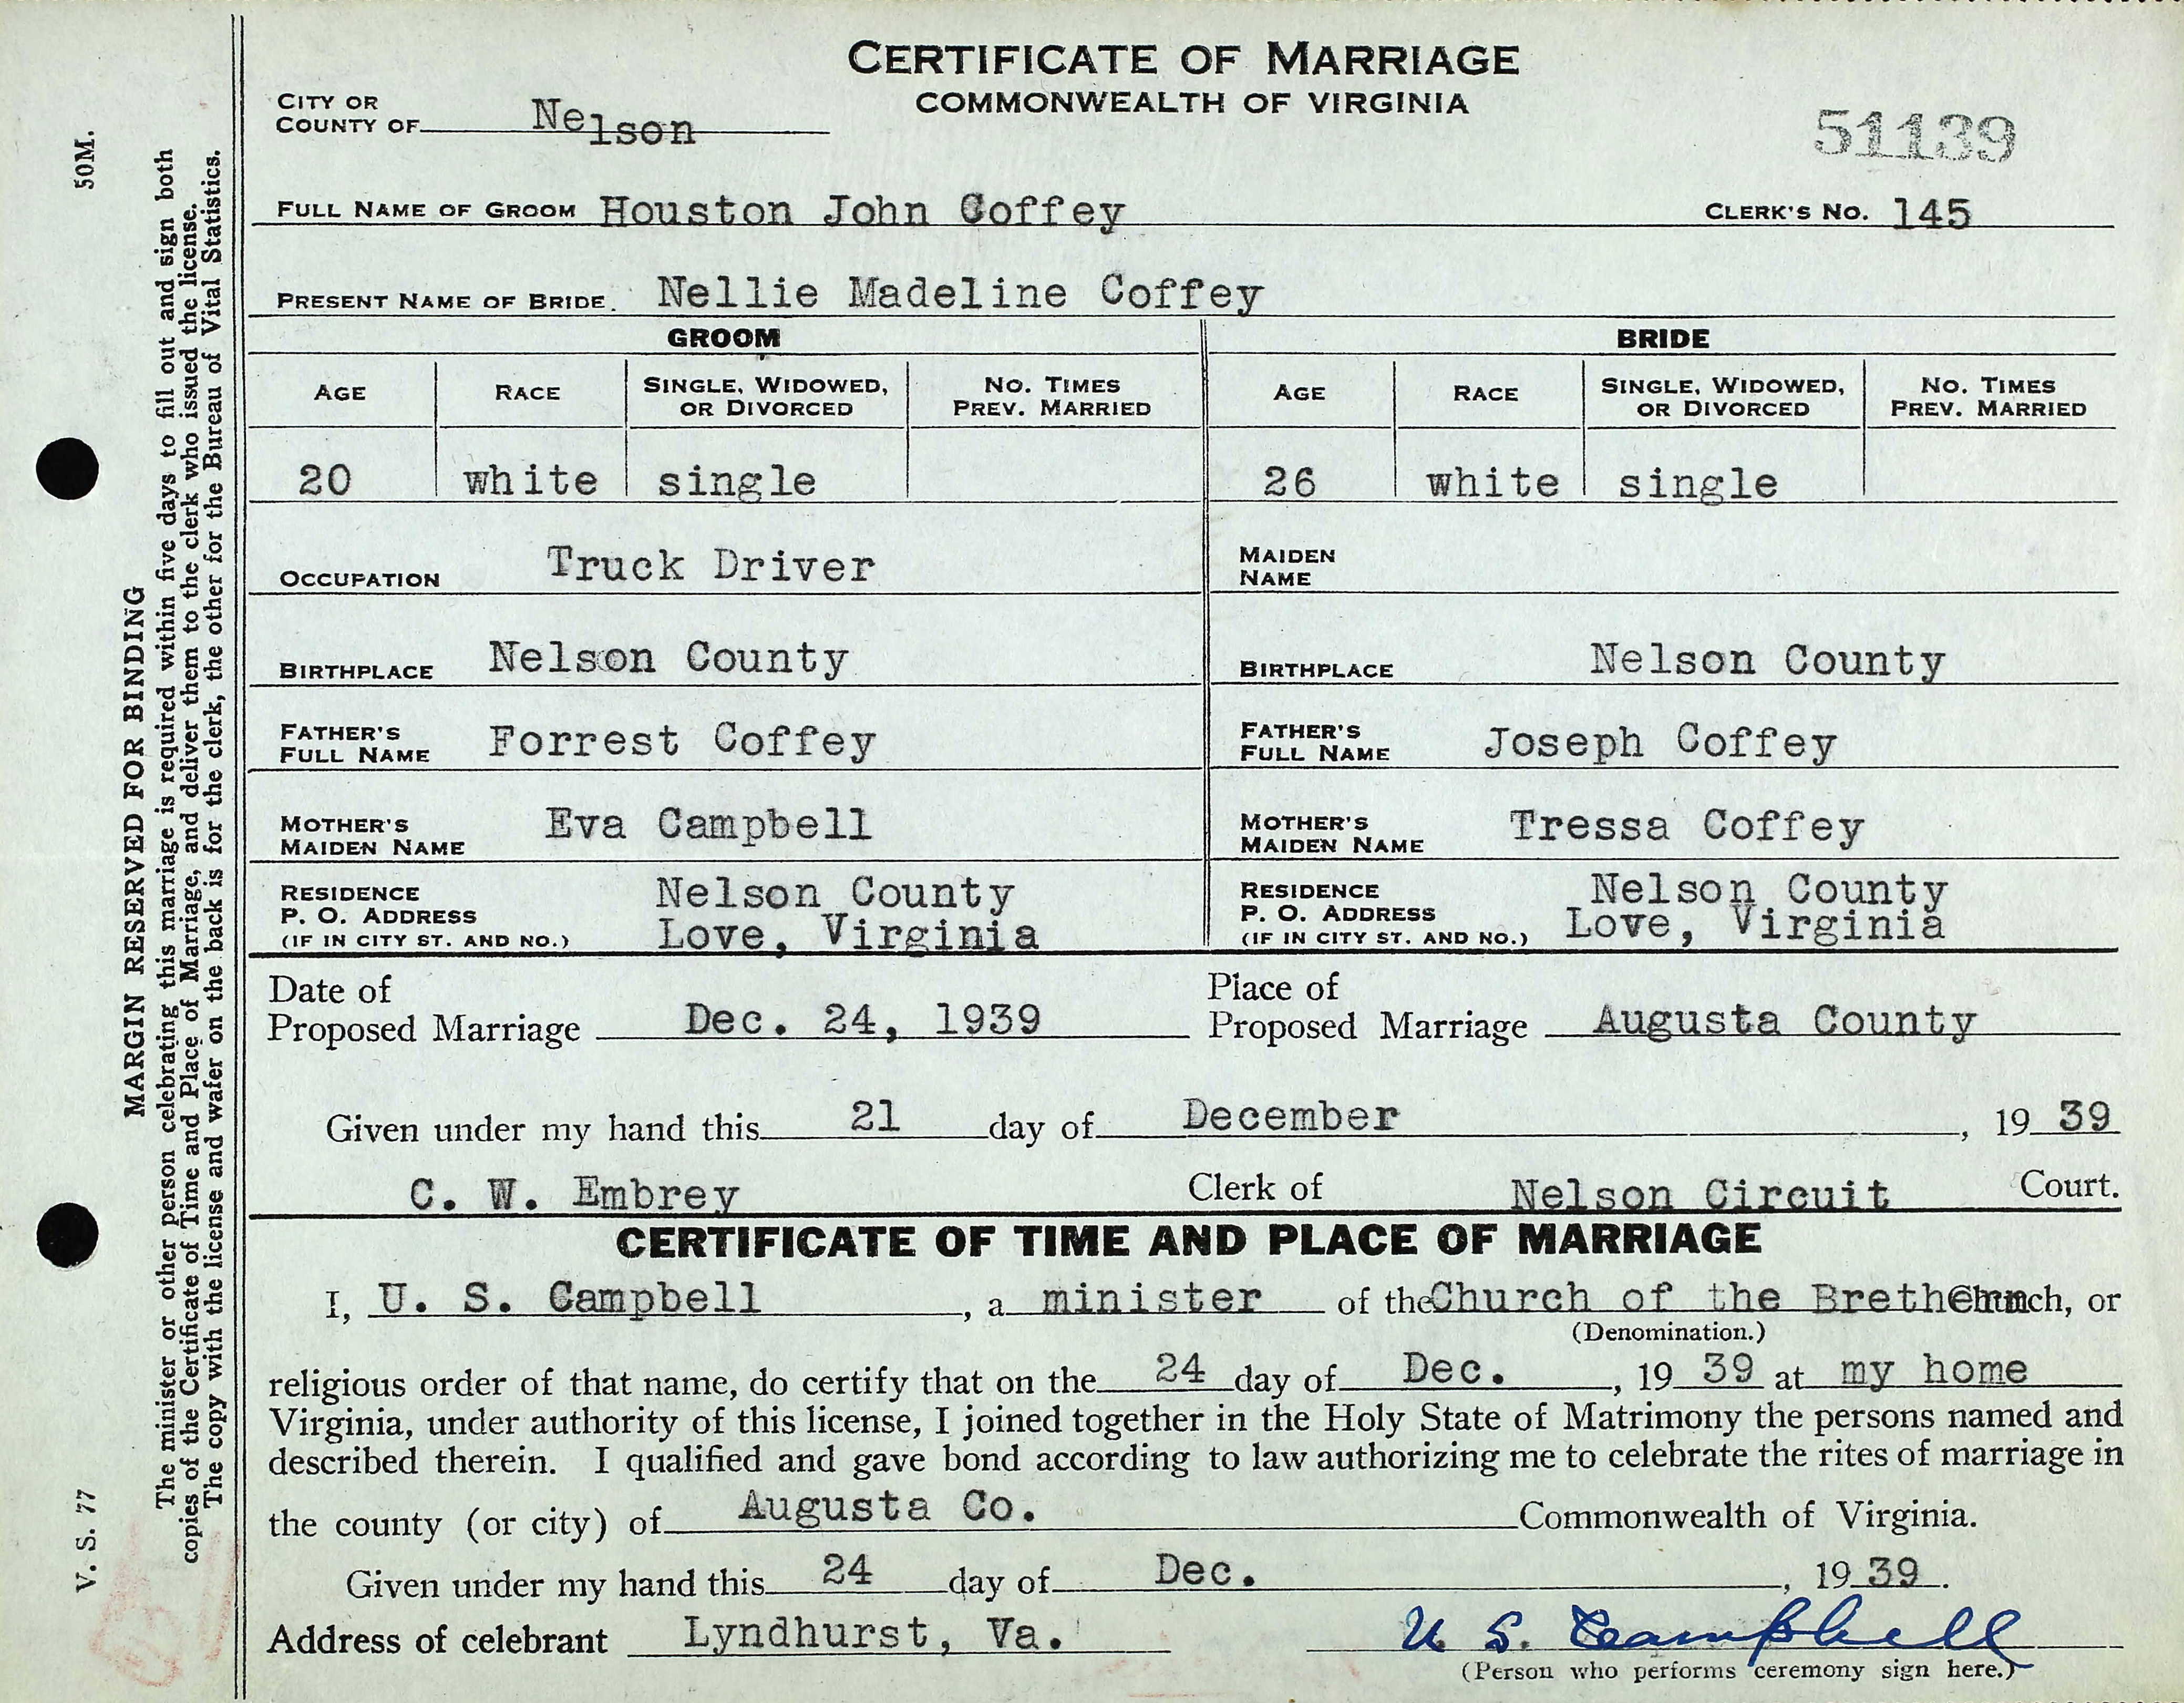 CERTIFICATE OF MARRIAGE
COMMONWEALTH OF VIRGINIA
CITY OR
COUNTY OF Nelson
51139
FULL NAME OF GROOM Houston John Coffey CLERK'S NO. 145
PRESENT NAME OF BRIDE. Nellie Madeline Coffey
GROOM BRIDE
AGE RACE SINGLE, WIDOWED, OR DIVORCED NO. TIMES PREV. MARRIED AGE RACE SINGLE, WIDOWED, OR DIVORCED NO. TIMES PREV. MARRIED
20 white single 26 white single
OCCUPATION Truck Driver MAIDEN NAME
BIRTHPLACE Nelson County BIRTHPLACE Nelson County
FATHER'S FULL NAME Forrest Coffey FATHER'S FULL NAME Joseph Coffey
MOTHER'S MAIDEN NAME Eva Campbell MOTHER'S MAIDEN NAME Tressa Coffey
RESIDENCE P. O. ADDRESS (IF IN CITY ST. AND NO.) Nelson County Love, Virginia RESIDENCE P. O. ADDRESS (IF IN CITY ST. AND NO.) Nelson County Love, Virginia
Date of Proposed Marriage Dec. 24, 1939 Place of Proposed Marriage Augusta County
Given under my hand this 21 day of December, 19 39
C. W. Embrey Clerk of Nelson Circuit Court.
CERTIFICATE OF TIME AND PLACE OF MARRIAGE
I, U. S. Campbell, a minister of the Church of the Brethern Church, or
(Denomination.)
religious order of that name, do certify that on the 24 day of Dec., 19 39 at my home
Virginia, under authority of this license, I joined together in the Holy State of Matrimony the persons named and
described therein. I qualified and gave bond according to law authorizing me to celebrate the rites of marriage in
the county (or city) of Augusta Co. Commonwealth of Virginia.
Given under my hand this 24 day of Dec., 19 39.
Address of celebrant Lyndhurst, Va. U. S. Campbell
(Person who performs ceremony sign here.)
V. S. 77 50M.
MARGIN RESERVED FOR BINDING
The minister or other person celebrating this marriage is required within five days to fill out and sign both
copies of the Certificate of Time and Place of Marriage, and deliver them to the clerk who issued the license.
The copy with the license and wafer on the back is for the clerk, the other for the Bureau of Vital Statistics.